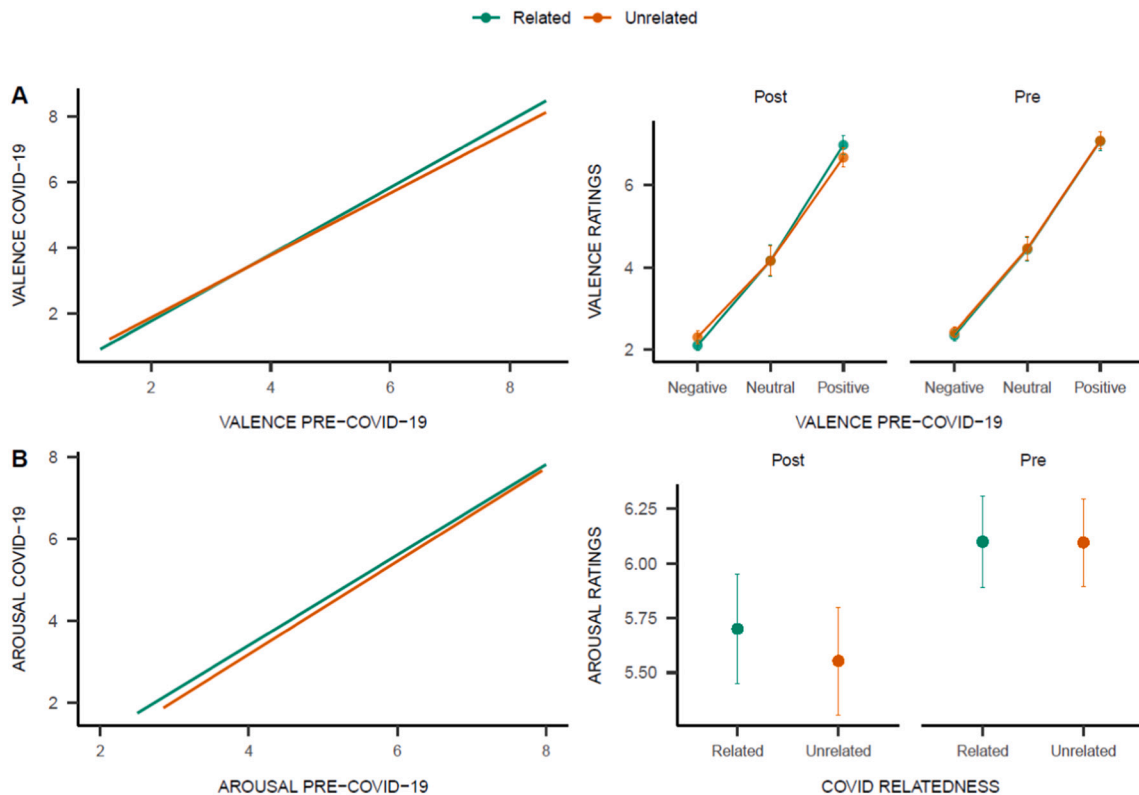 Related Unrelated
A
VALENCE COVID−19
8
6
4
2
2 4 6 8
VALENCE PRE−COVID−19
Post Pre
VALENCE RATINGS
6
4
2
Negative Neutral Positive Negative Neutral Positive
VALENCE PRE−COVID−19
B
AROUSAL COVID−19
8
6
4
2
2 4 6 8
AROUSAL PRE−COVID−19
Post Pre
AROUSAL RATINGS
6.25
6.00
5.75
5.50
Related Unrelated Related Unrelated
COVID RELATEDNESS